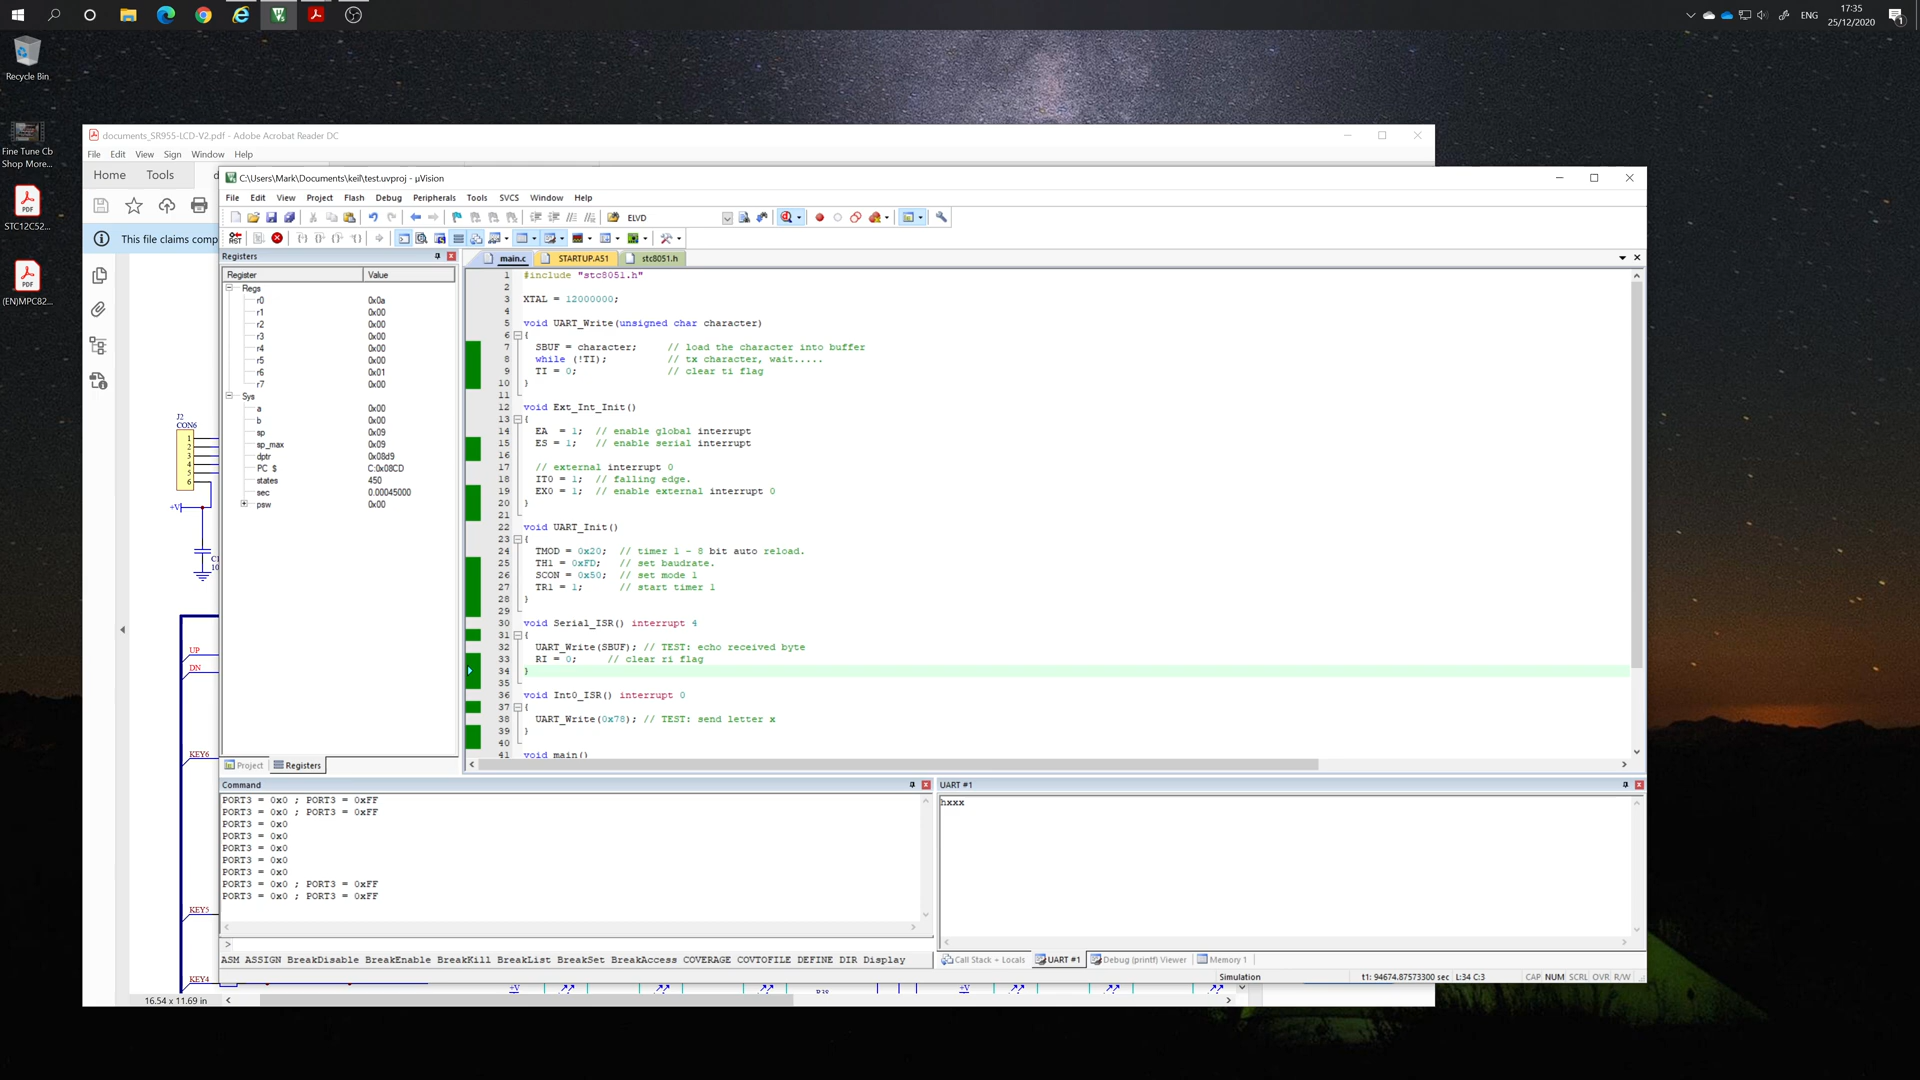 ENG
17:35
25/12/2020
1
Recycle Bin
Fine Tune Cb
Shop More...
STC12C52...
(EN)MPC82...
documents_SR955-LCD-V2.pdf - Adobe Acrobat Reader DC
File Edit View Sign Window Help
Home Tools d
This file claims comp
C:\Users\Mark\Documents\keil\test.uvproj - µVision
File Edit View Project Flash Debug Peripherals Tools SVCS Window Help
ELVD
Registers
Register Value
Regs
r0 0x0a
r1 0x00
r2 0x00
r3 0x00
r4 0x00
r5 0x00
r6 0x01
r7 0x00
Sys
a 0x00
b 0x00
sp 0x09
sp_max 0x09
dptr 0x08d9
PC $ C:0x08CD
states 450
sec 0.00045000
psw 0x00
Project Registers
main.c STARTUP.A51 stc8051.h
1 #include "stc8051.h"
2
3 XTAL = 12000000;
4
5 void UART_Write(unsigned char character)
6 {
7 SBUF = character; // load the character into buffer
8 while (!TI); // tx character, wait.....
9 TI = 0; // clear ti flag
10 }
11
12 void Ext_Int_Init()
13 {
14 EA = 1; // enable global interrupt
15 ES = 1; // enable serial interrupt
16
17 // external interrupt 0
18 IT0 = 1; // falling edge.
19 EX0 = 1; // enable external interrupt 0
20 }
21
22 void UART_Init()
23 {
24 TMOD = 0x20; // timer 1 - 8 bit auto reload.
25 TH1 = 0xFD; // set baudrate.
26 SCON = 0x50; // set mode 1
27 TR1 = 1; // start timer 1
28 }
29
30 void Serial_ISR() interrupt 4
31 {
32 UART_Write(SBUF); // TEST: echo received byte
33 RI = 0; // clear ri flag
34 }
35
36 void Int0_ISR() interrupt 0
37 {
38 UART_Write(0x78); // TEST: send letter x
39 }
40
41 void main()
Command
PORT3 = 0x0 ; PORT3 = 0xFF
PORT3 = 0x0 ; PORT3 = 0xFF
PORT3 = 0x0
PORT3 = 0x0
PORT3 = 0x0
PORT3 = 0x0
PORT3 = 0x0
PORT3 = 0x0 ; PORT3 = 0xFF
PORT3 = 0x0 ; PORT3 = 0xFF
>
ASM ASSIGN BreakDisable BreakEnable BreakKill BreakList BreakSet BreakAccess COVERAGE COVTOFILE DEFINE DIR Display
UART #1
hxxx
Call Stack + Locals UART #1 Debug (printf) Viewer Memory 1
Simulation t1: 94674.87573300 sec L:34 C:3 CAP NUM SCRL OVR R/W
J2
CON6
1
2
3
4
5
6
+V
C1
10
UP
DN
KEY6
KEY5
KEY4
+V
+V
16.54 x 11.69 in